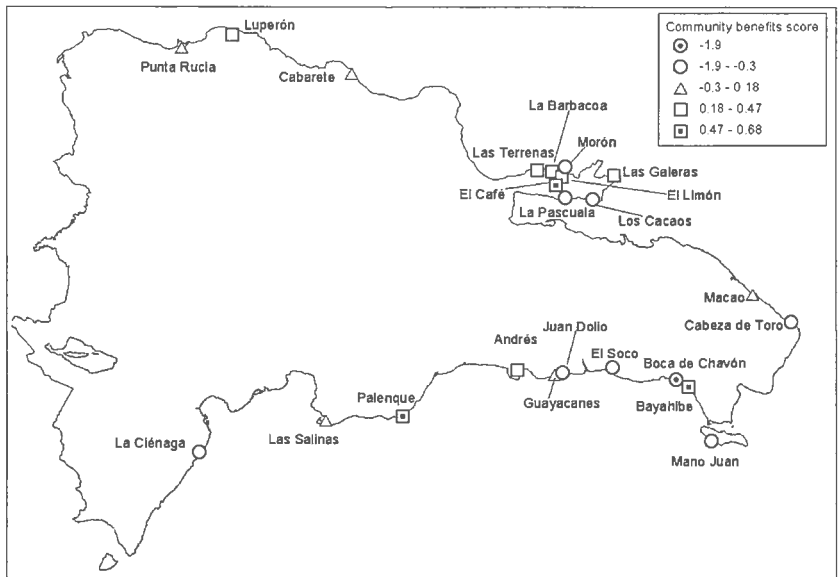 Luperón
Punta Rucia
Cabarete
Community benefits score
-1.9
-1.9 - -0.3
-0.3 - 0.18
0.18 - 0.47
0.47 - 0.68
La Barbacoa
Morón
Las Terrenas
Las Galeras
El Café
El Limón
La Pascuala
Los Cacaos
Macao
Cabeza de Toro
Andrés
Juan Dolio
El Soco
Boca de Chavón
Palenque
Guayacanes
Bayahibe
La Ciénaga
Las Salinas
Mano Juan